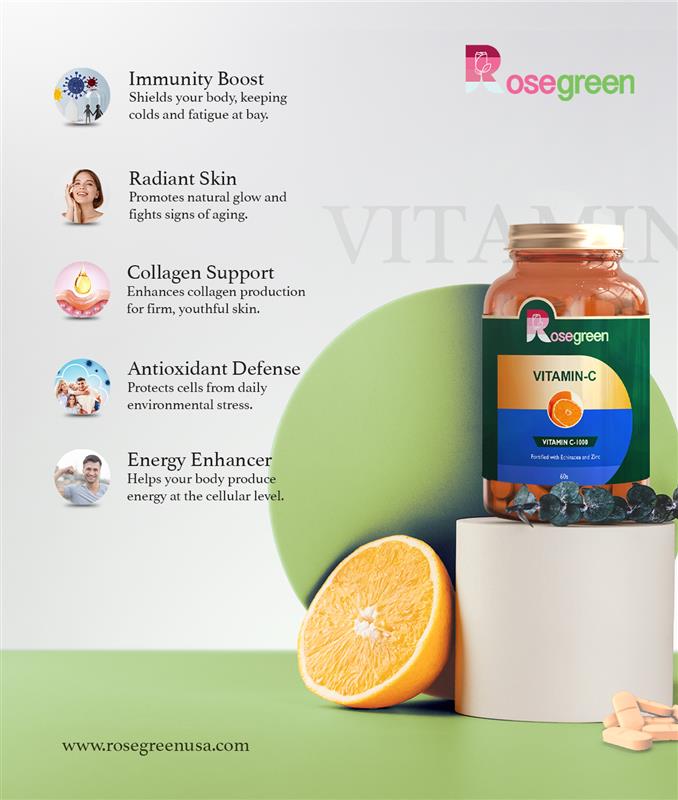 Rosegreen
Immunity Boost
Shields your body, keeping
colds and fatigue at bay.
Radiant Skin
Promotes natural glow and
fights signs of aging.
Collagen Support
Enhances collagen production
for firm, youthful skin.
Antioxidant Defense
Protects cells from daily
environmental stress.
Energy Enhancer
Helps your body produce
energy at the cellular level.
VITAMIN
Rosegreen
VITAMIN-C
VITAMIN C-1000
Fortified with Echinacea and Zinc
60s
www.rosegreenusa.com